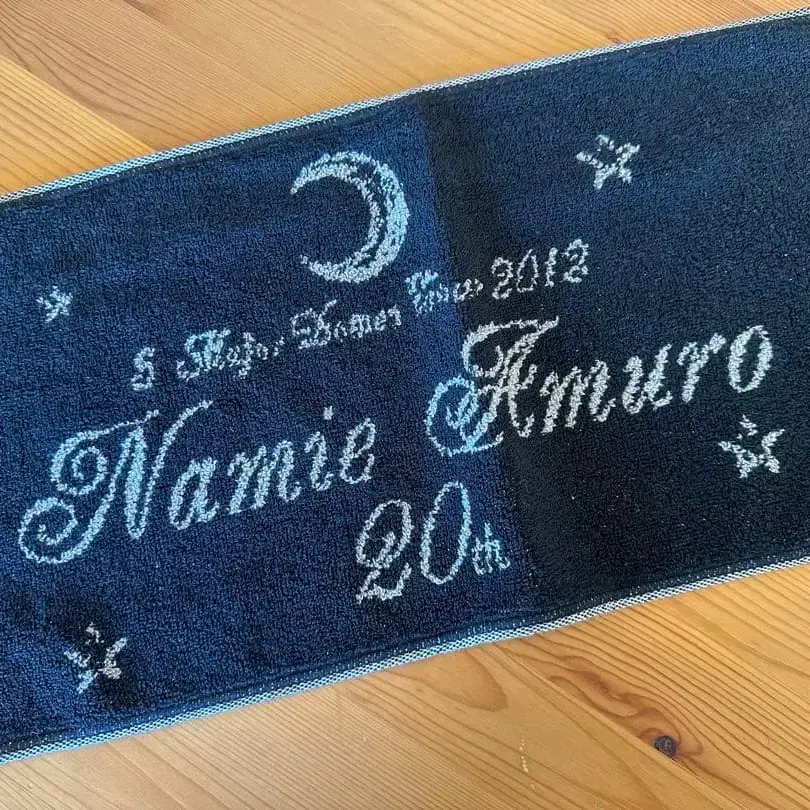 5 Major Domes Tour 2012
Namie Amuro
20th